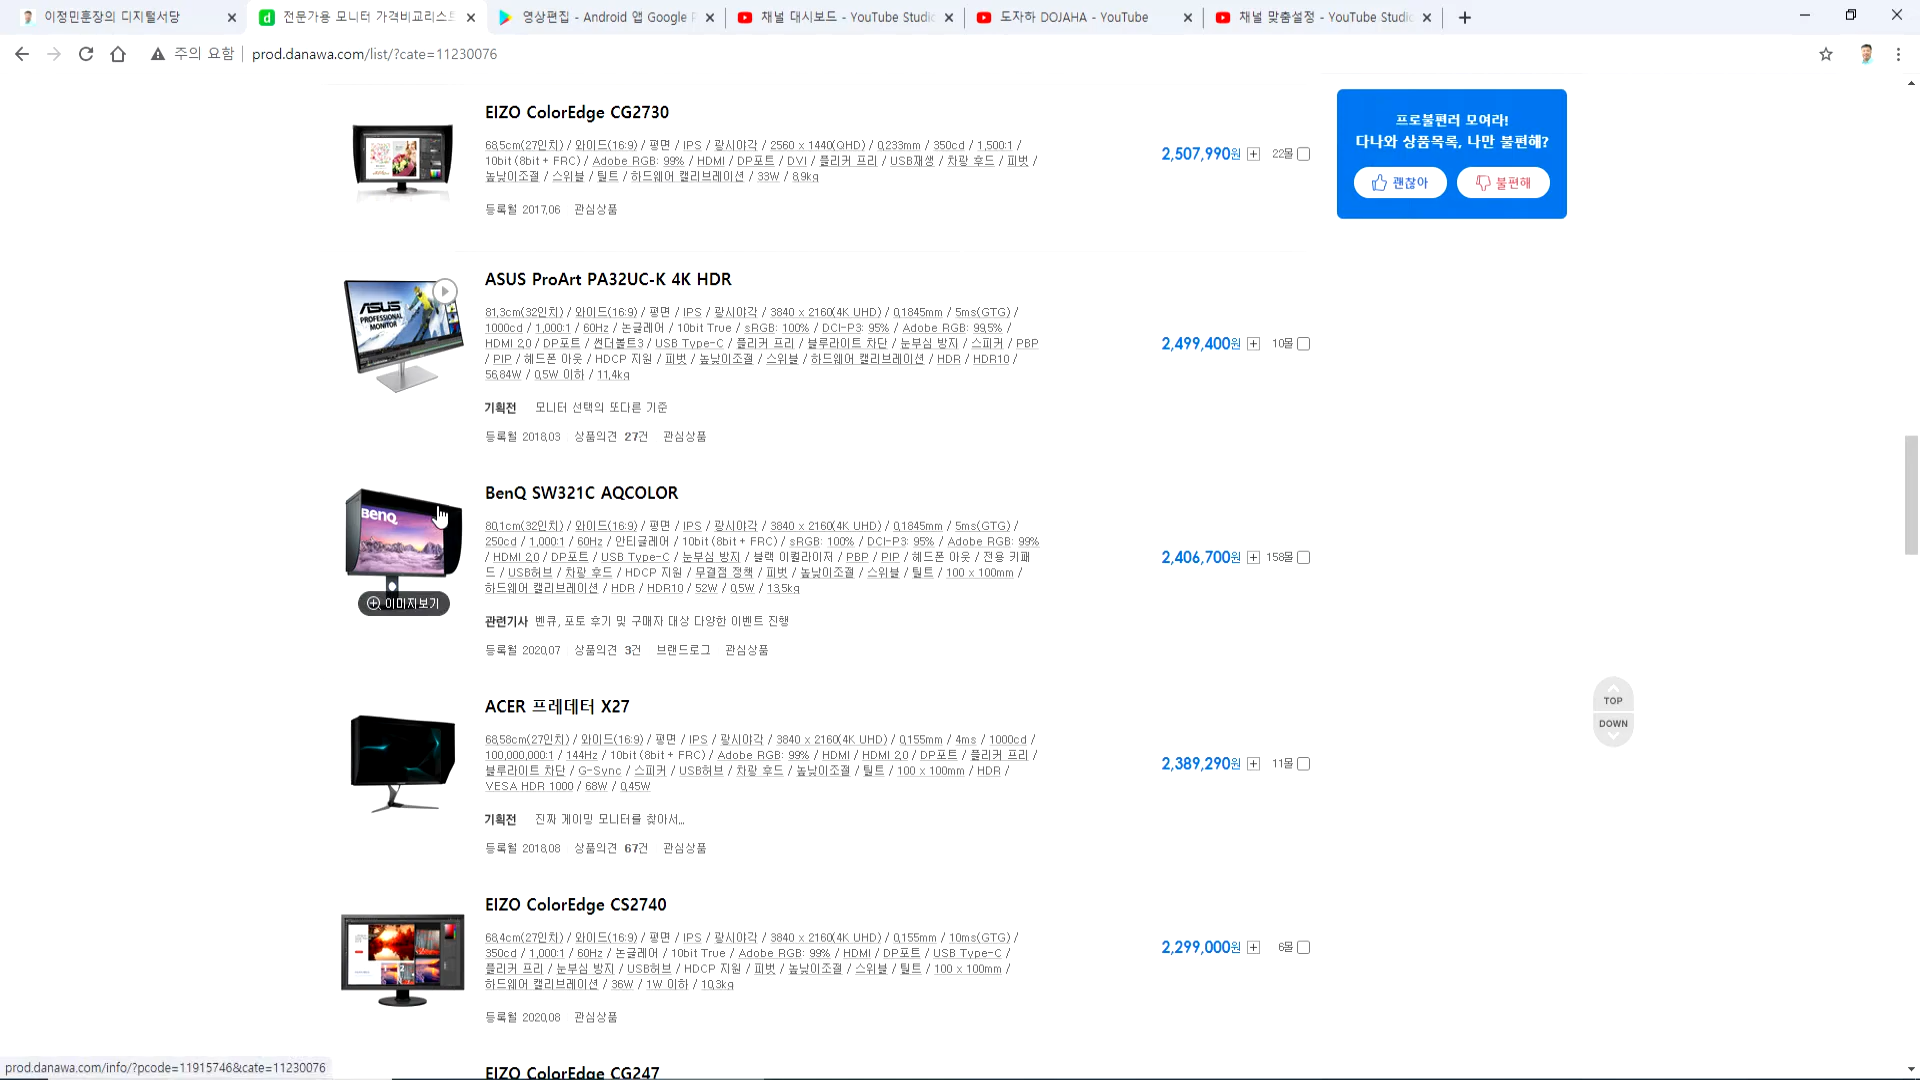 이정민훈장의 디지털서당
전문가용 모니터 가격비교리스트
영상편집 - Android 앱 Google P
채널 대시보드 - YouTube Studio
도자하 DOJAHA - YouTube
채널 맞춤설정 - YouTube Studio
주의 요함
prod.danawa.com/list/?cate=11230076
EIZO ColorEdge CG2730
68,5cm(27인치) / 와이드(16:9) / 평면 / IPS / 광시야각 / 2560 x 1440(QHD) / 0,233mm / 350cd / 1,500:1 /
10bit (8bit + FRC) / Adobe RGB: 99% / HDMI / DP포트 / DVI / 플리커 프리 / USB재생 / 차광 후드 / 피벗 /
높낮이조절 / 스위블 / 틸트 / 하드웨어 캘리브레이션 / 33W / 8,9kg
등록월 2017,06 관심상품
2,507,990원
22몰
프로불편러 모여라!
다나와 상품목록, 나만 불편해?
괜찮아
불편해
ASUS ProArt PA32UC-K 4K HDR
ASUS
PROFESSIONAL
MONITOR
81,3cm(32인치) / 와이드(16:9) / 평면 / IPS / 광시야각 / 3840 x 2160(4K UHD) / 0,1845mm / 5ms(GTG) /
1000cd / 1,000:1 / 60Hz / 논글레어 / 10bit True / sRGB: 100% / DCI-P3: 95% / Adobe RGB: 99,5% /
HDMI 2,0 / DP포트 / 썬더볼트3 / USB Type-C / 플리커 프리 / 블루라이트 차단 / 눈부심 방지 / 스피커 / PBP
/ PIP / 헤드폰 아웃 / HDCP 지원 / 피벗 / 높낮이조절 / 스위블 / 하드웨어 캘리브레이션 / HDR / HDR10 /
56,84W / 0,5W 이하 / 11,4kg
기획전 모니터 선택의 또다른 기준
등록월 2018,03 상품의견 27건 관심상품
2,499,400원
10몰
BenQ SW321C AQCOLOR
BenQ
이미지보기
80,1cm(32인치) / 와이드(16:9) / 평면 / IPS / 광시야각 / 3840 x 2160(4K UHD) / 0,1845mm / 5ms(GTG) /
250cd / 1,000:1 / 60Hz / 안티글레어 / 10bit (8bit + FRC) / sRGB: 100% / DCI-P3: 95% / Adobe RGB: 99%
/ HDMI 2,0 / DP포트 / USB Type-C / 눈부심 방지 / 블랙 이퀄라이저 / PBP / PIP / 헤드폰 아웃 / 전용 키패
드 / USB허브 / 차광 후드 / HDCP 지원 / 무결점 정책 / 피벗 / 높낮이조절 / 스위블 / 틸트 / 100 x 100mm /
하드웨어 캘리브레이션 / HDR / HDR10 / 52W / 0,5W / 13,5kg
관련기사 벤큐, 포토 후기 및 구매자 대상 다양한 이벤트 진행
등록월 2020,07 상품의견 3건 브랜드로그 관심상품
2,406,700원
158몰
ACER 프레데터 X27
68,58cm(27인치) / 와이드(16:9) / 평면 / IPS / 광시야각 / 3840 x 2160(4K UHD) / 0,155mm / 4ms / 1000cd /
100,000,000:1 / 144Hz / 10bit (8bit + FRC) / Adobe RGB: 99% / HDMI / HDMI 2,0 / DP포트 / 플리커 프리 /
블루라이트 차단 / G-Sync / 스피커 / USB허브 / 차광 후드 / 높낮이조절 / 틸트 / 100 x 100mm / HDR /
VESA HDR 1000 / 68W / 0,45W
기획전 진짜 게이밍 모니터를 찾아서...
등록월 2018,08 상품의견 67건 관심상품
2,389,290원
11몰
TOP
DOWN
EIZO ColorEdge CS2740
68,4cm(27인치) / 와이드(16:9) / 평면 / IPS / 광시야각 / 3840 x 2160(4K UHD) / 0,155mm / 10ms(GTG) /
350cd / 1,000:1 / 60Hz / 논글레어 / 10bit True / Adobe RGB: 99% / HDMI / DP포트 / USB Type-C /
플리커 프리 / 눈부심 방지 / USB허브 / HDCP 지원 / 피벗 / 높낮이조절 / 스위블 / 틸트 / 100 x 100mm /
하드웨어 캘리브레이션 / 36W / 1W 이하 / 10,3kg
등록월 2020,08 관심상품
2,299,000원
6몰
EIZO ColorEdge CG247
prod.danawa.com/info/?pcode=11915746&cate=11230076